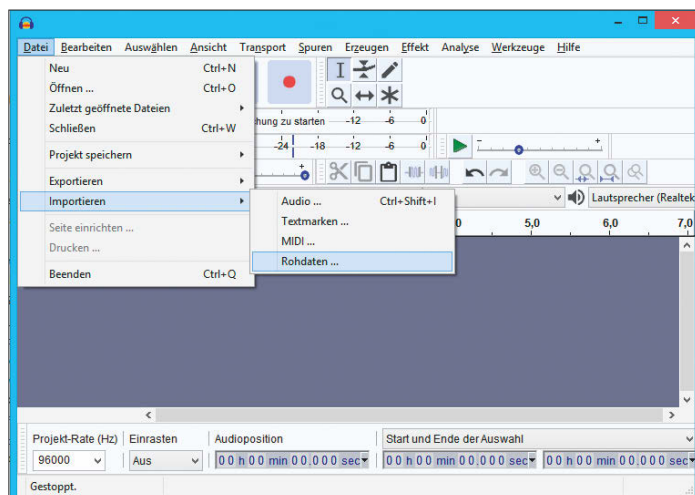 Datei Bearbeiten Auswählen Ansicht Transport Spuren Erzeugen Effekt Analyse Werkzeuge Hilfe
Neu Ctrl+N
Öffnen ... Ctrl+O
Zuletzt geöffnete Dateien
Schließen Ctrl+W
hung zu starten -12 -6 0
-24 -18 -12 -6 0 - +
Projekt speichern
Exportieren
Importieren
Audio ... Ctrl+Shift+I
Lautsprecher (Realtek
Textmarken ...
0 5,0 6,0 7,0
MIDI ...
Rohdaten ...
Seite einrichten ...
Drucken ...
Beenden Ctrl+Q
Projekt-Rate (Hz) Einrasten Audioposition Start und Ende der Auswahl
96000 Aus 00 h 00 min 00,000 sec 00 h 00 min 00,000 sec 00 h 00 min 00,000 sec
Gestoppt.